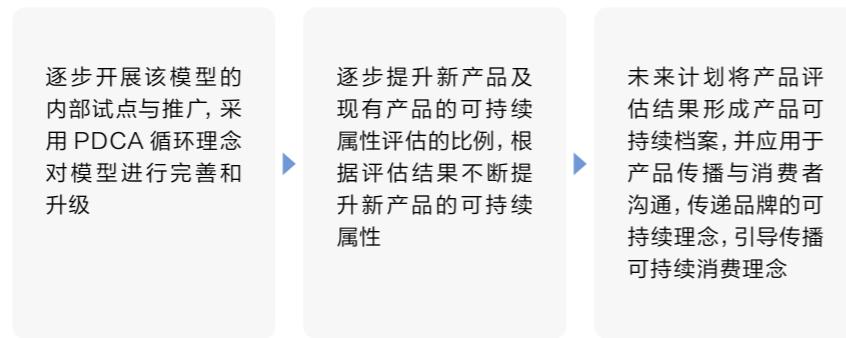 逐步开展该模型的
内部试点与推广，采
用 PDCA 循环理念
对模型进行完善和
升级
逐步提升新产品及
现有产品的可持续
属性评估的比例，根
据评估结果不断提
升新产品的可持续
属性
未来计划将产品评
估结果形成产品可
持续档案，并应用于
产品传播与消费者
沟通，传递品牌的可
持续理念，引导传播
可持续消费理念